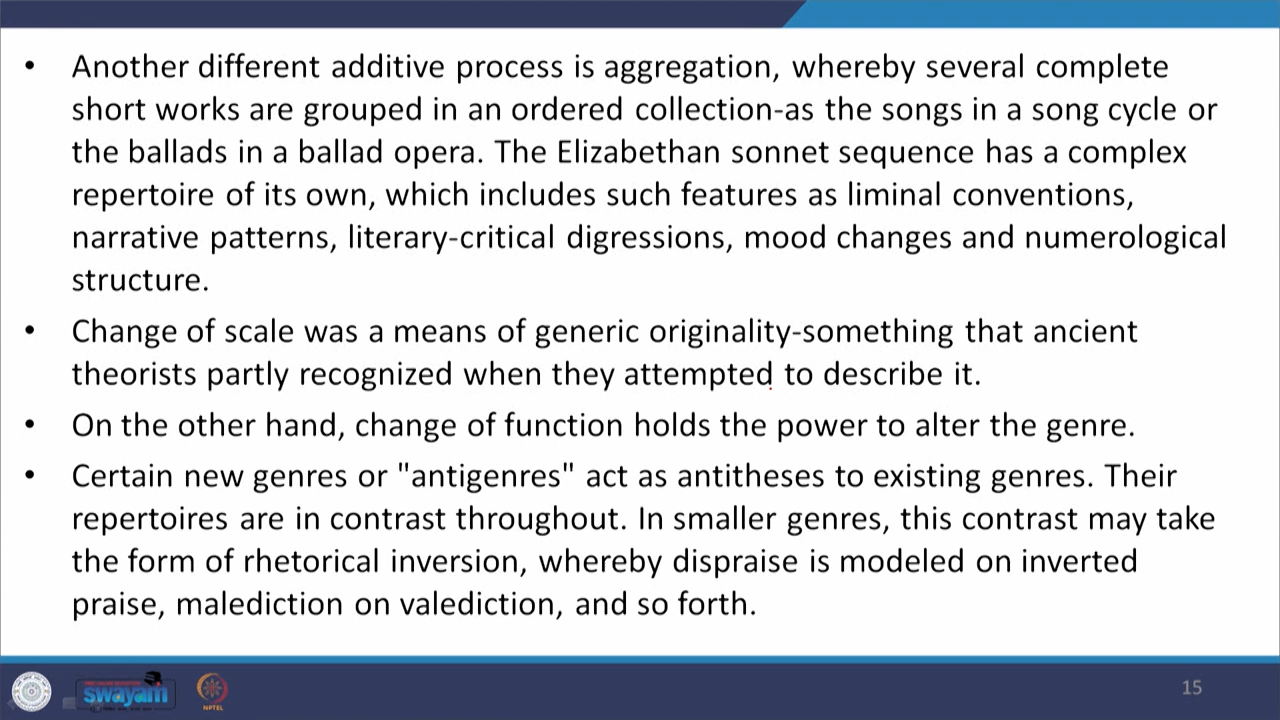 • Another different additive process is aggregation, whereby several complete
short works are grouped in an ordered collection-as the songs in a song cycle or
the ballads in a ballad opera. The Elizabethan sonnet sequence has a complex
repertoire of its own, which includes such features as liminal conventions,
narrative patterns, literary-critical digressions, mood changes and numerological
structure.
• Change of scale was a means of generic originality-something that ancient
theorists partly recognized when they attempted to describe it.
• On the other hand, change of function holds the power to alter the genre.
• Certain new genres or "antigenres" act as antitheses to existing genres. Their
repertoires are in contrast throughout. In smaller genres, this contrast may take
the form of rhetorical inversion, whereby dispraise is modeled on inverted
praise, malediction on valediction, and so forth.
swayam
NPTEL
15